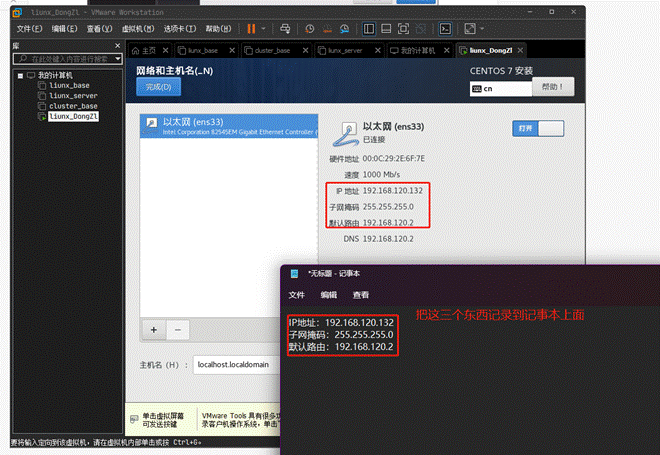 liunx_DongZl - VMware Workstation
文件(F) 编辑(E) 查看(V) 虚拟机(M) 选项卡(T) 帮助(H)
库
在此处键入内容进行搜索
我的计算机
liunx_base
liunx_server
cluster_base
liunx_DongZl
主页 liunx_base cluster_base liunx_server 我的计算机 liunx_DongZl
网络和主机名(_N)
完成(D)
CENTOS 7 安装
cn
帮助！
以太网 (ens33)
Intel Corporation 82545EM Gigabit Ethernet Controller
以太网 (ens33)
已连接
打开
硬件地址 00:0C:29:2E:6F:7E
速度 1000 Mb/s
IP 地址 192.168.120.132
子网掩码 255.255.255.0
默认路由 192.168.120.2
DNS 192.168.120.2
+ −
主机名（H）： localhost.localdomain
单击虚拟屏幕
可发送按键
VMware Tools 具有很多
录客户机操作系统，单击
要将输入定向到该虚拟机，请在虚拟机内部单击或按 Ctrl+G。
*无标题 - 记事本
文件 编辑 查看
IP地址：192.168.120.132
子网掩码：255.255.255.0
默认路由：192.168.120.2
把这三个东西记录到记事本上面